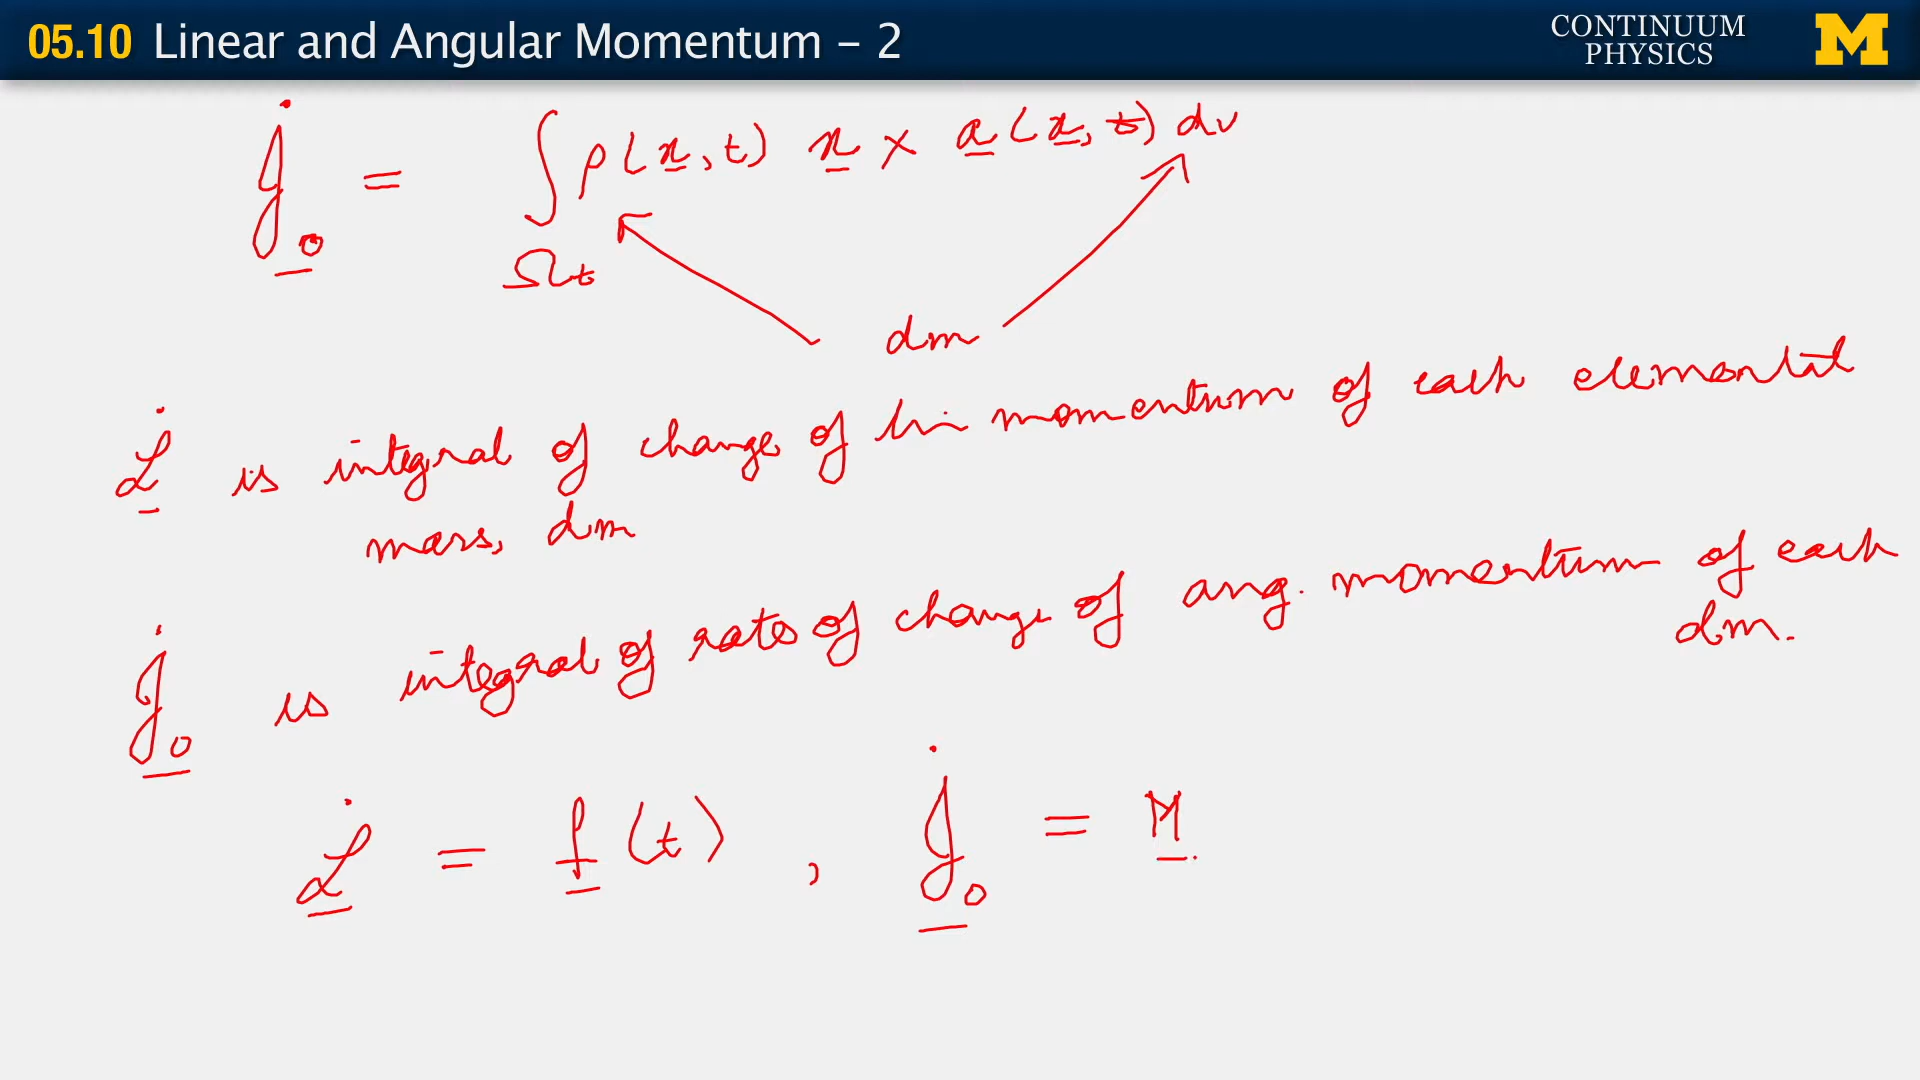 05.10 Linear and Angular Momentum – 2
CONTINUUM
PHYSICS
M
J̇₀ = ∫ ρ(x, t) x × a(x, t) dv
Ωt
dm
ℒ̇ is integral of change of lin momentum of each elemental
mass, dm
J̇₀ is integral of rate of change of ang. momentum of each
dm.
ℒ̇ = f(t) , J̇₀ = M